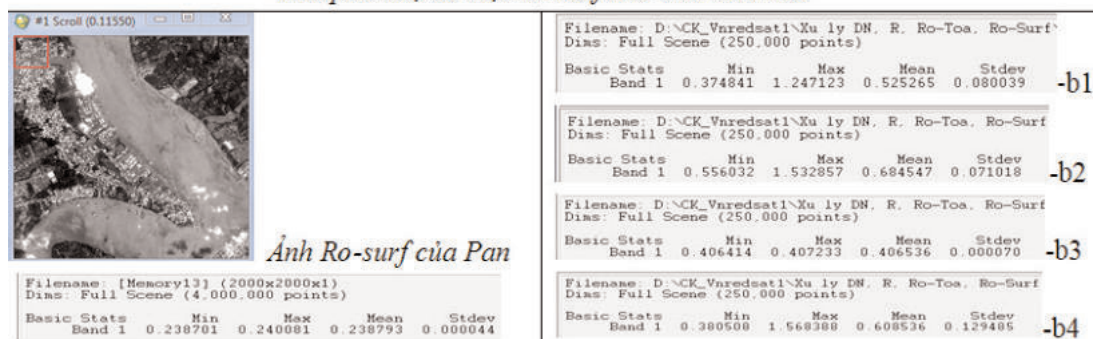 #1 Scroll (0.11550)
Ảnh Ro-surf của Pan
Filename: [Memory13] (2000x2000x1)
Dims: Full Scene (4,000,000 points)
Basic Stats Min Max Mean Stdev
Band 1 0.238701 0.240081 0.238793 0.000044
Filename: D:\CK_Vnredsat1\Xu ly DN, R, Ro-Toa, Ro-Surf\
Dims: Full Scene (250,000 points)
Basic Stats Min Max Mean Stdev
Band 1 0.374841 1.247123 0.525265 0.080039 -b1
Filename: D:\CK_Vnredsat1\Xu ly DN, R, Ro-Toa, Ro-Surf
Dims: Full Scene (250,000 points)
Basic Stats Min Max Mean Stdev
Band 1 0.556032 1.532857 0.684547 0.071018 -b2
Filename: D:\CK_Vnredsat1\Xu ly DN, R, Ro-Toa, Ro-Surf
Dims: Full Scene (250,000 points)
Basic Stats Min Max Mean Stdev
Band 1 0.406414 0.407233 0.406536 0.000070 -b3
Filename: D:\CK_Vnredsat1\Xu ly DN, R, Ro-Toa, Ro-Surf
Dims: Full Scene (250,000 points)
Basic Stats Min Max Mean Stdev
Band 1 0.380508 1.568388 0.608536 0.129485 -b4